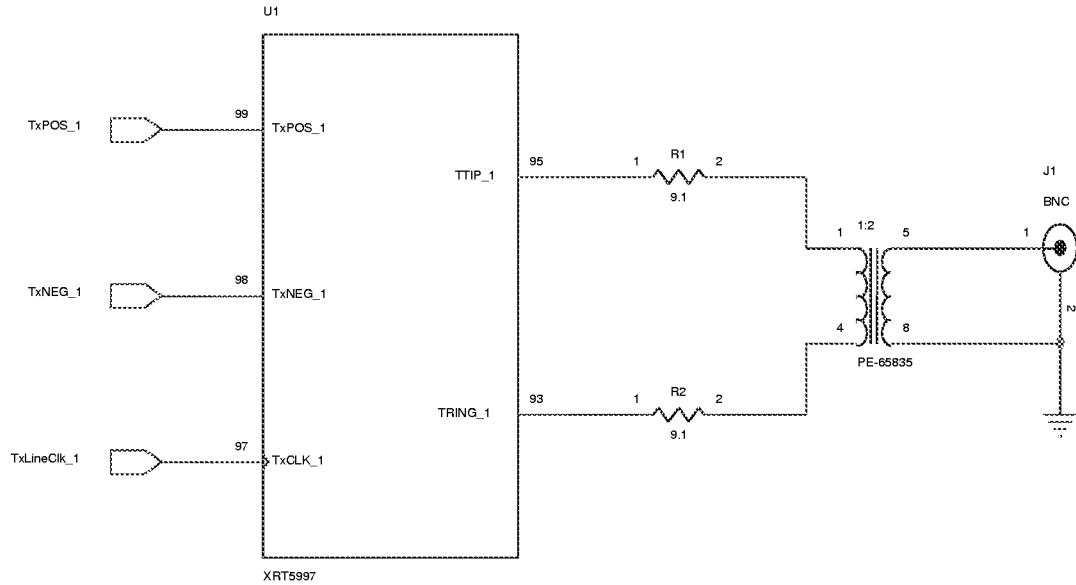 U1
TxPOS_1
99
TxPOS_1
TTIP_1
95
1
R1
2
9.1
J1
BNC
1:2
1
5
1
TxNEG_1
98
TxNEG_1
2
4
8
PE-65835
TRING_1
93
1
R2
2
9.1
TxLineClk_1
97
TxCLK_1
XRT5997